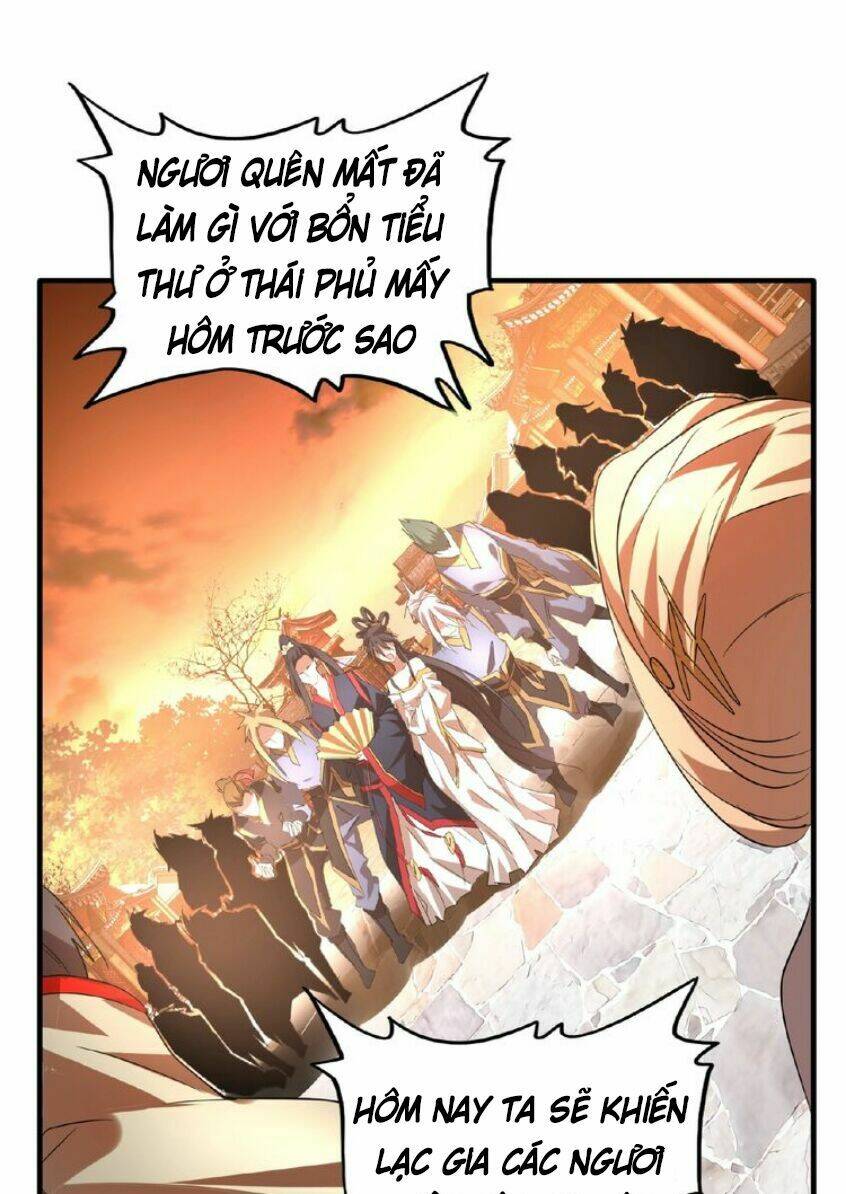 NGƯƠI QUÊN MẤT ĐÃ
LÀM GÌ VỚI BỔN TIỂU
THƯ Ở THÁI PHỦ MẤY
HÔM TRƯỚC SAO
HÔM NAY TA SẼ KHIẾN
LẠC GIA CÁC NGƯƠI